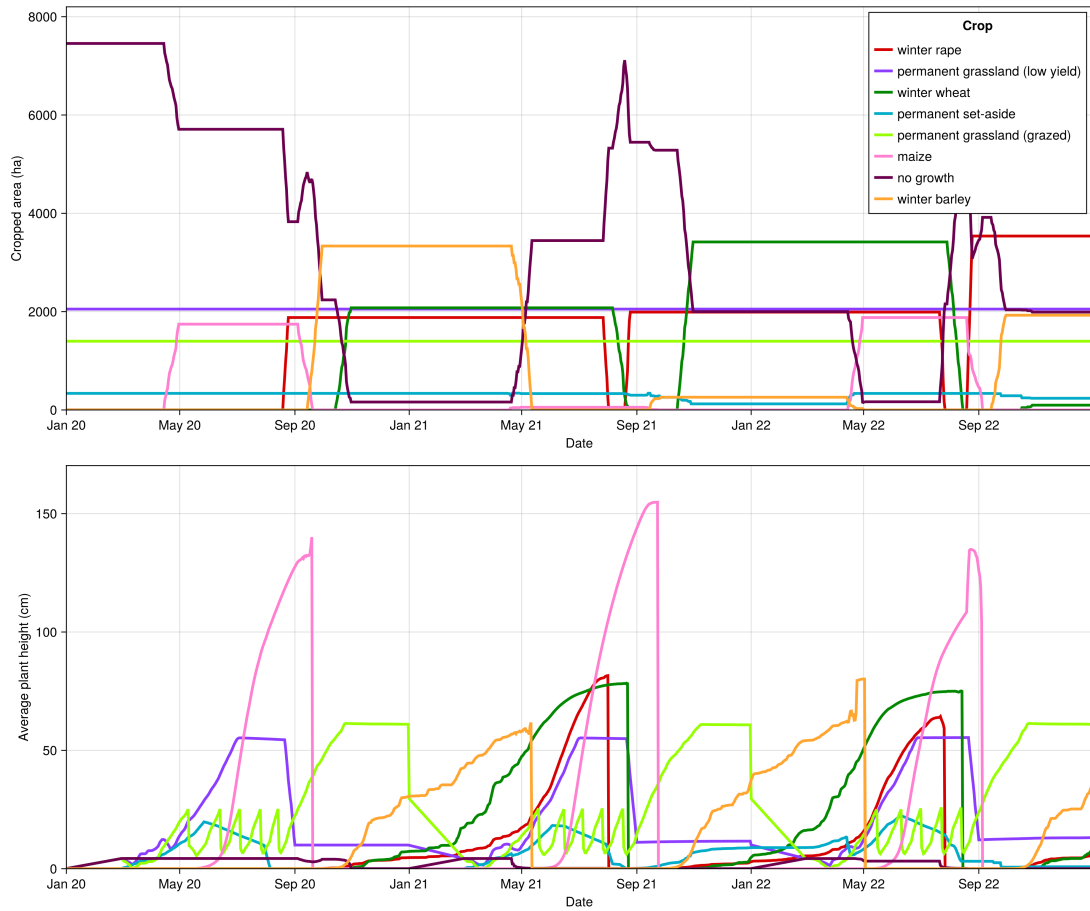 8000
6000
4000
2000
0
Cropped area (ha)
Crop
winter rape
permanent grassland (low yield)
winter wheat
permanent set-aside
permanent grassland (grazed)
maize
no growth
winter barley
Jan 20 May 20 Sep 20 Jan 21 May 21 Sep 21 Jan 22 May 22 Sep 22
Date
150
100
50
0
Average plant height (cm)
Jan 20 May 20 Sep 20 Jan 21 May 21 Sep 21 Jan 22 May 22 Sep 22
Date